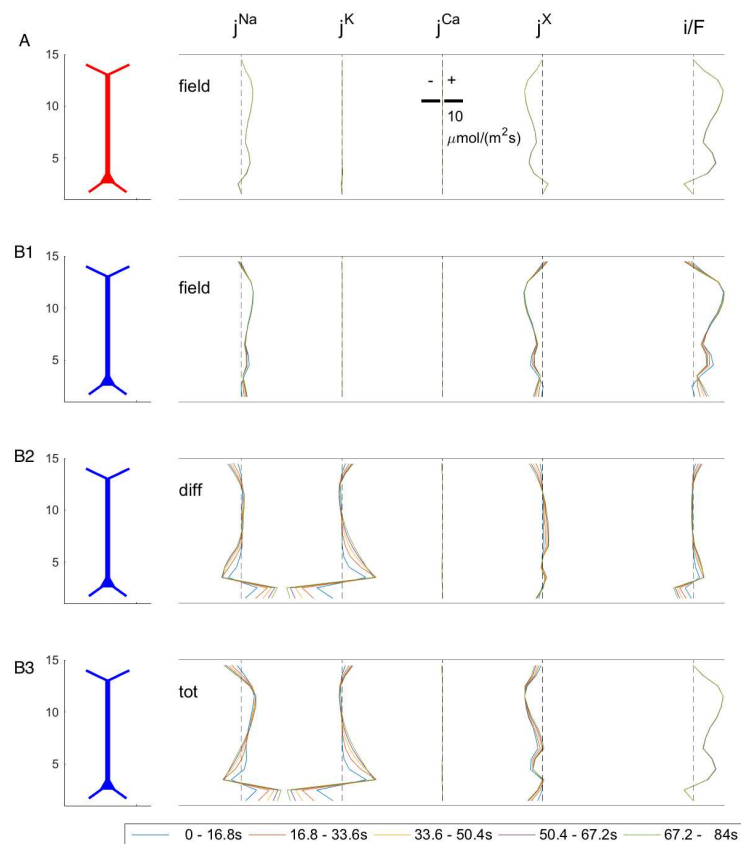 j^Na j^K j^Ca j^X i/F
A
15
10
5
field
- +
10
μmol/(m²s)
B1
15
10
5
field
B2
15
10
5
diff
B3
15
10
5
tot
0 - 16.8s 16.8 - 33.6s 33.6 - 50.4s 50.4 - 67.2s 67.2 - 84s